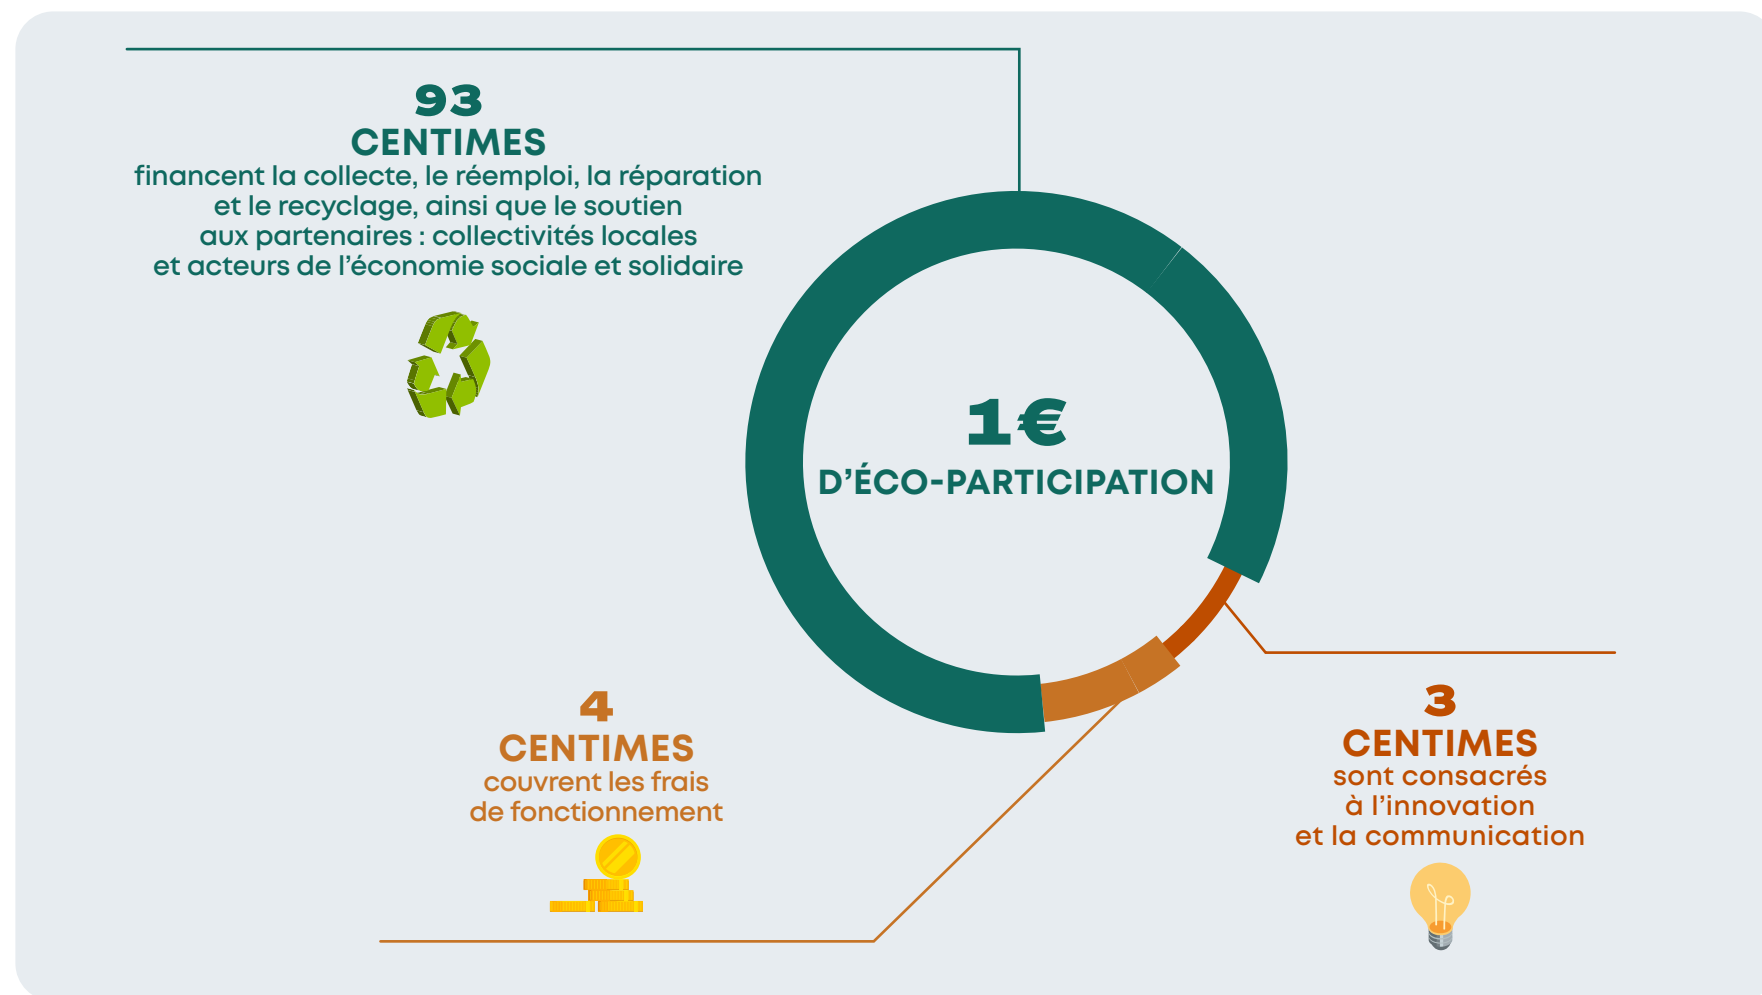 93
CENTIMES
financent la collecte, le réemploi, la réparation
et le recyclage, ainsi que le soutien
aux partenaires : collectivités locales
et acteurs de l’économie sociale et solidaire
1€
D’ÉCO-PARTICIPATION
4
CENTIMES
couvrent les frais
de fonctionnement
3
CENTIMES
sont consacrés
à l’innovation
et la communication